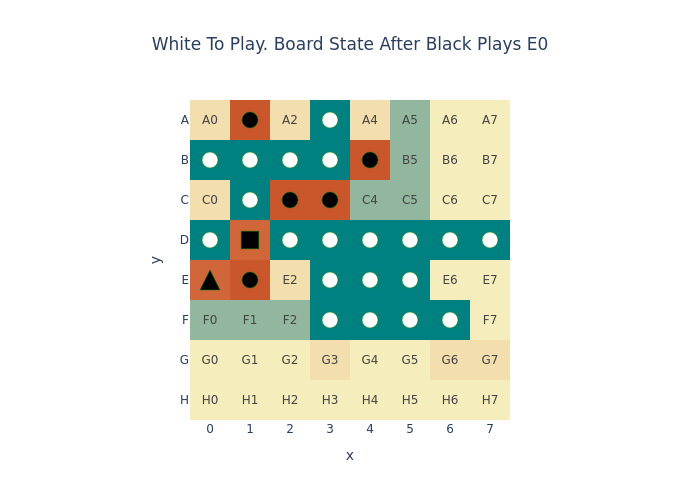 White To Play. Board State After Black Plays E0
A A0 A2 A4 A5 A6 A7
B B5 B6 B7
C C0 C4 C5 C6 C7
D
E E2 E6 E7
F F0 F1 F2 F7
G G0 G1 G2 G3 G4 G5 G6 G7
H H0 H1 H2 H3 H4 H5 H6 H7
0 1 2 3 4 5 6 7
x
y